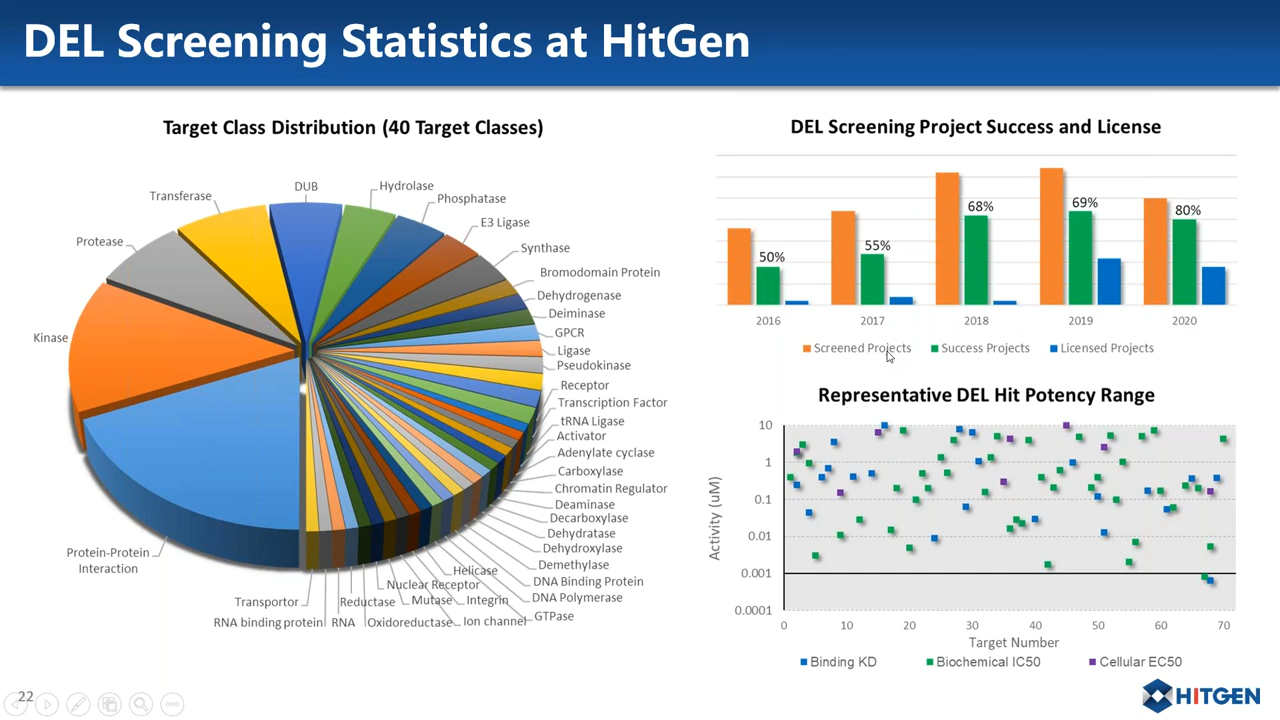 DEL Screening Statistics at HitGen
Target Class Distribution (40 Target Classes)
DUB
Hydrolase
Transferase
Phosphatase
E3 Ligase
Protease
Synthase
Bromodomain Protein
Dehydrogenase
Deiminase
GPCR
Kinase
Ligase
Pseudokinase
Receptor
Transcription Factor
tRNA Ligase
Activator
Adenylate cyclase
Carboxylase
Chromatin Regulator
Deaminase
Decarboxylase
Dehydratase
Dehydroxylase
Demethylase
DNA Binding Protein
DNA Polymerase
GTPase
Helicase
Integrin
Ion channel
Mutase
Nuclear Receptor
Oxidoreductase
Reductase
RNA
RNA binding protein
Transportor
Protein-Protein
Interaction
DEL Screening Project Success and License
50%
55%
68%
69%
80%
2016 2017 2018 2019 2020
Screened Projects Success Projects Licensed Projects
Representative DEL Hit Potency Range
Activity (uM)
10
1
0.1
0.01
0.001
0.0001
0 10 20 30 40 50 60 70
Target Number
Binding KD Biochemical IC50 Cellular EC50
22
HITGEN